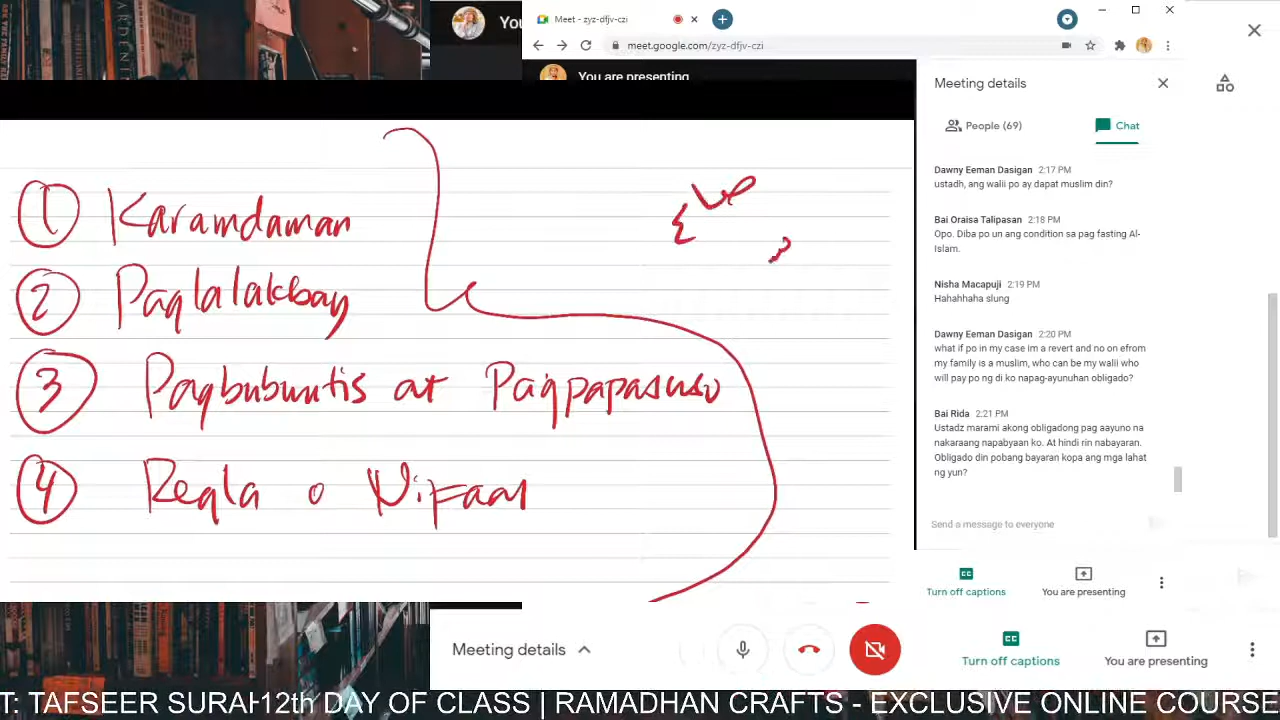 You
Meet - zyz-dfjv-czi
meet.google.com/zyz-dfjv-czi
You are presenting
Meeting details
People (69)
Chat
Dawny Eeman Dasigan 2:17 PM
ustadh, ang walii po ay dapat muslim din?
Bai Oraisa Talipasan 2:18 PM
Opo. Diba po un ang condition sa pag fasting Al-
Islam.
Nisha Macapuji 2:19 PM
Hahahhaha slung
Dawny Eeman Dasigan 2:20 PM
what if po in my case im a revert and no on efrom
my family is a muslim, who can be my walii who
will pay po ng di ko napag-ayunuhan obligado?
Bai Rida 2:21 PM
Ustadz marami akong obligadong pag aayuno na
nakaraang napabyaan ko. At hindi rin nabayaran.
Obligado din pobang bayaran kopa ang mga lahat
ng yun?
Send a message to everyone
Turn off captions
You are presenting
1 Karamdaman
2 Paglalakbay
3 Pagbubuntis at Pagpapasuso
4 Regla o Nifaas
Meeting details
Turn off captions
You are presenting
T: TAFSEER SURAH 12th DAY OF CLASS | RAMADHAN CRAFTS - EXCLUSIVE ONLINE COURSE